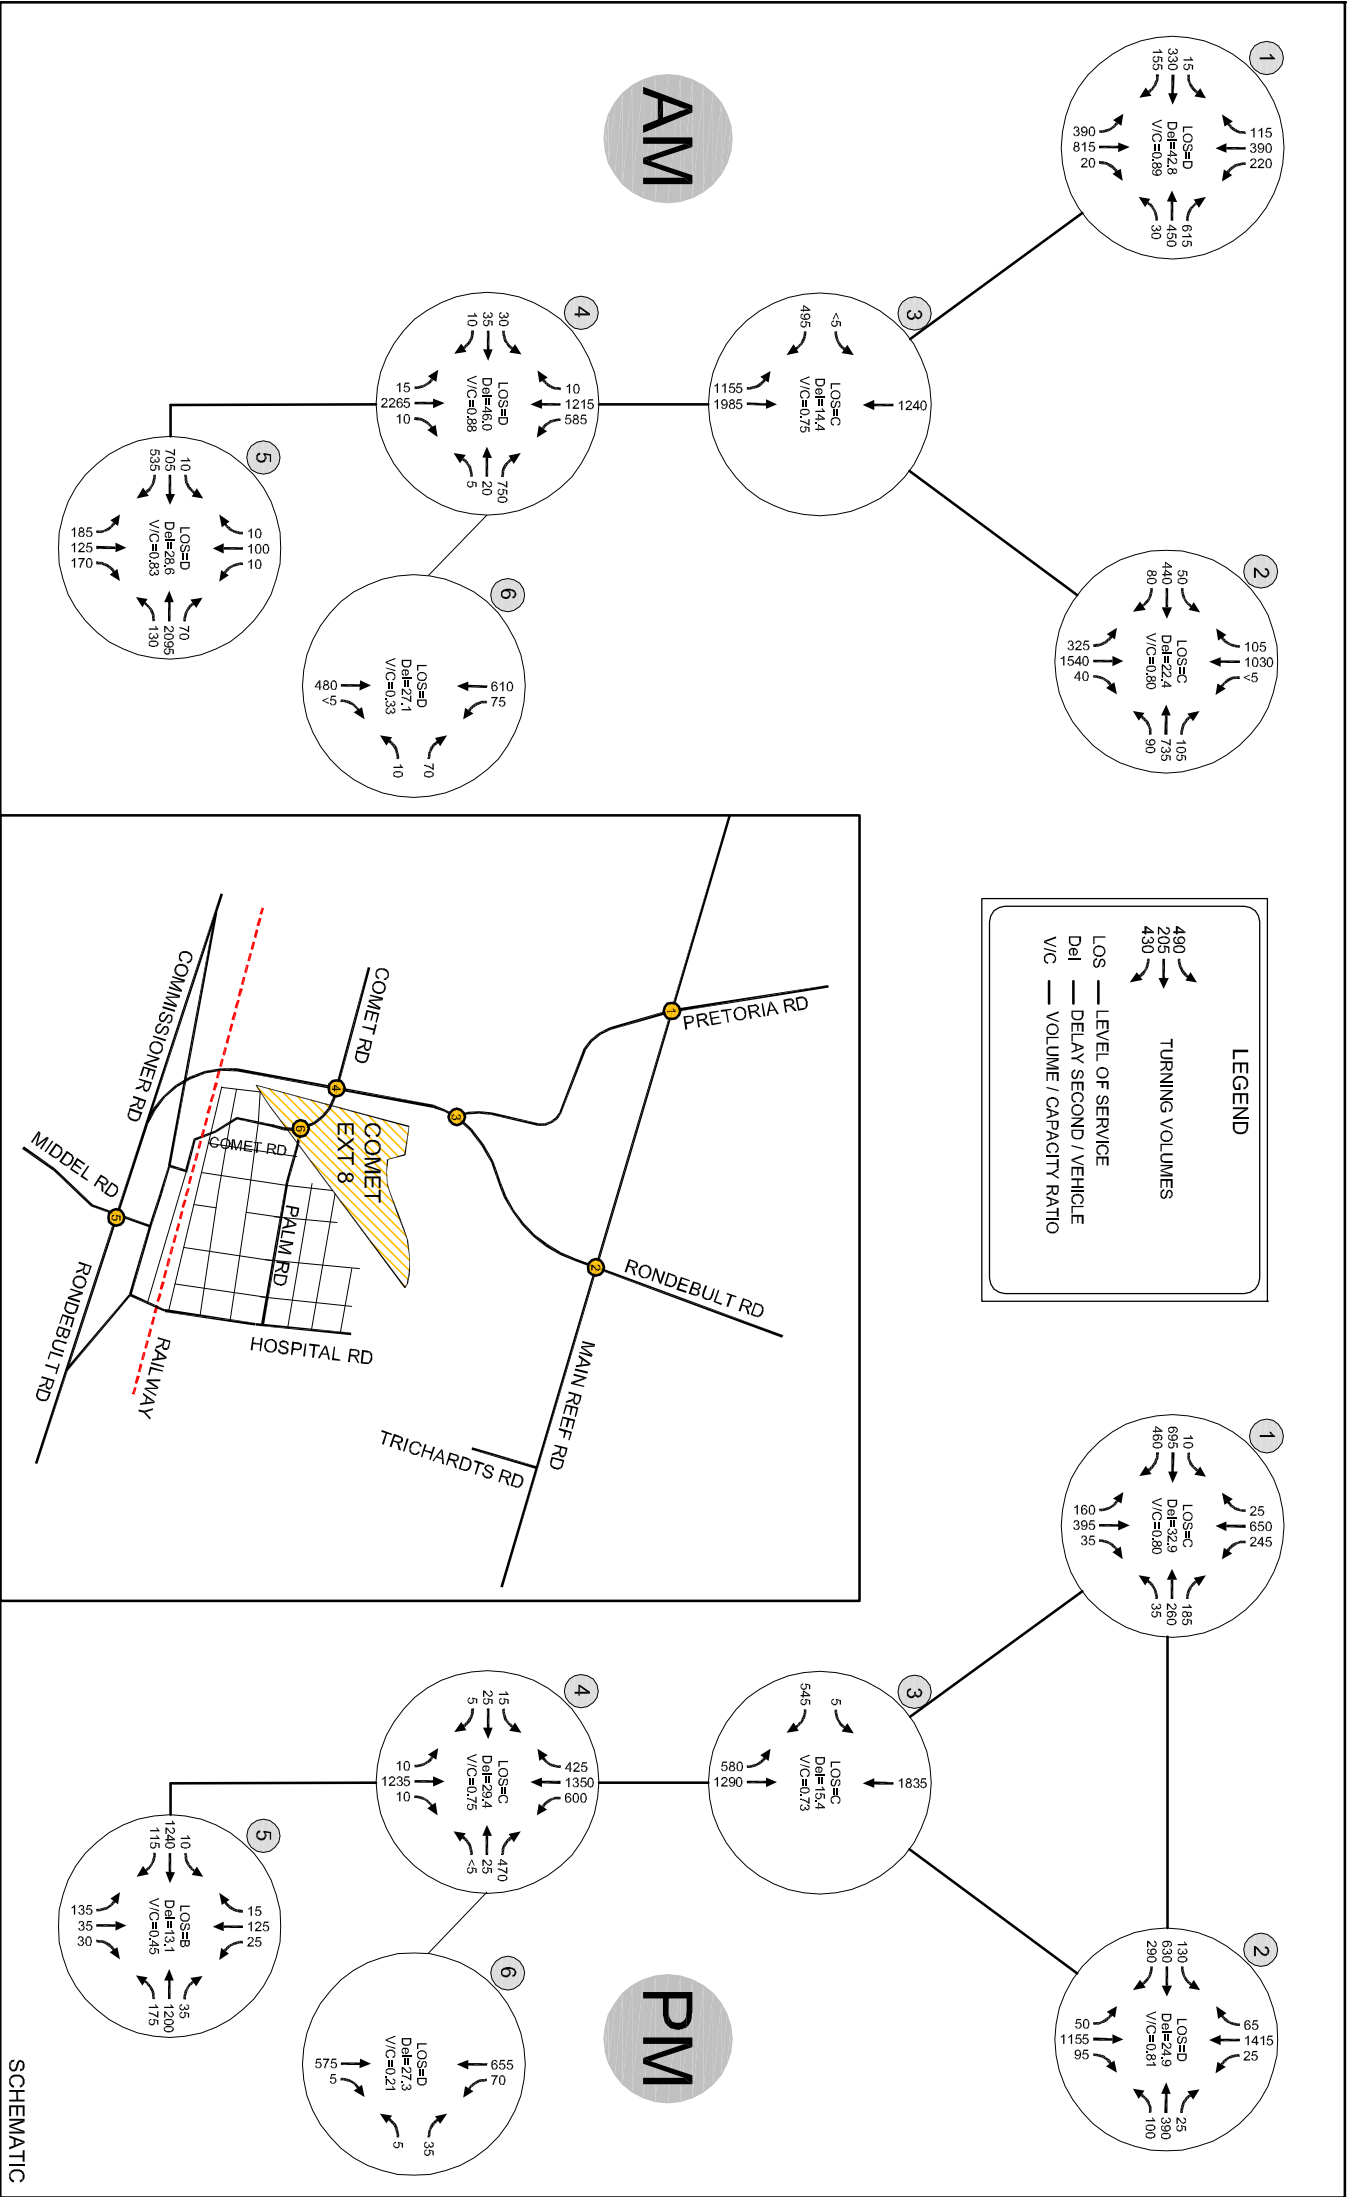 AM
1
15
330
155
115
390
220
390
815
20
615
450
30
LOS=D
Del=42.8
V/C=0.89
2
50
440
80
105
1030
<5
325
1540
40
105
735
90
LOS=C
Del=22.4
V/C=0.80
3
<5
495
1240
1155
1985
LOS=C
Del=14.4
V/C=0.75
4
30
35
10
10
1215
585
15
2265
10
750
20
5
LOS=D
Del=46.0
V/C=0.88
5
10
705
535
10
100
10
185
125
170
70
2095
130
LOS=D
Del=28.6
V/C=0.83
6
610
75
480
<5
70
10
LOS=D
Del=27.1
V/C=0.33
LEGEND
490
205
430
TURNING VOLUMES
LOS — LEVEL OF SERVICE
Del — DELAY SECOND / VEHICLE
V/C — VOLUME / CAPACITY RATIO
PRETORIA RD
RONDEBULT RD
MAIN REEF RD
TRICHARDTS RD
COMET RD
COMET
EXT 8
COMET RD
PALM RD
HOSPITAL RD
COMMISSIONER RD
MIDDEL RD
RONDEBULT RD
RAILWAY
1
2
3
4
5
6
PM
1
10
695
460
25
650
245
160
395
35
185
260
35
LOS=C
Del=32.9
V/C=0.80
2
130
630
290
65
1415
25
50
1155
95
25
390
100
LOS=D
Del=24.9
V/C=0.81
3
5
545
1835
580
1290
LOS=C
Del=15.4
V/C=0.73
4
15
25
5
425
1350
600
10
1235
10
470
25
<5
LOS=C
Del=29.4
V/C=0.75
5
10
1240
115
15
125
25
135
35
30
35
1200
175
LOS=B
Del=13.1
V/C=0.45
6
655
70
575
5
35
5
LOS=D
Del=27.3
V/C=0.21
SCHEMATIC